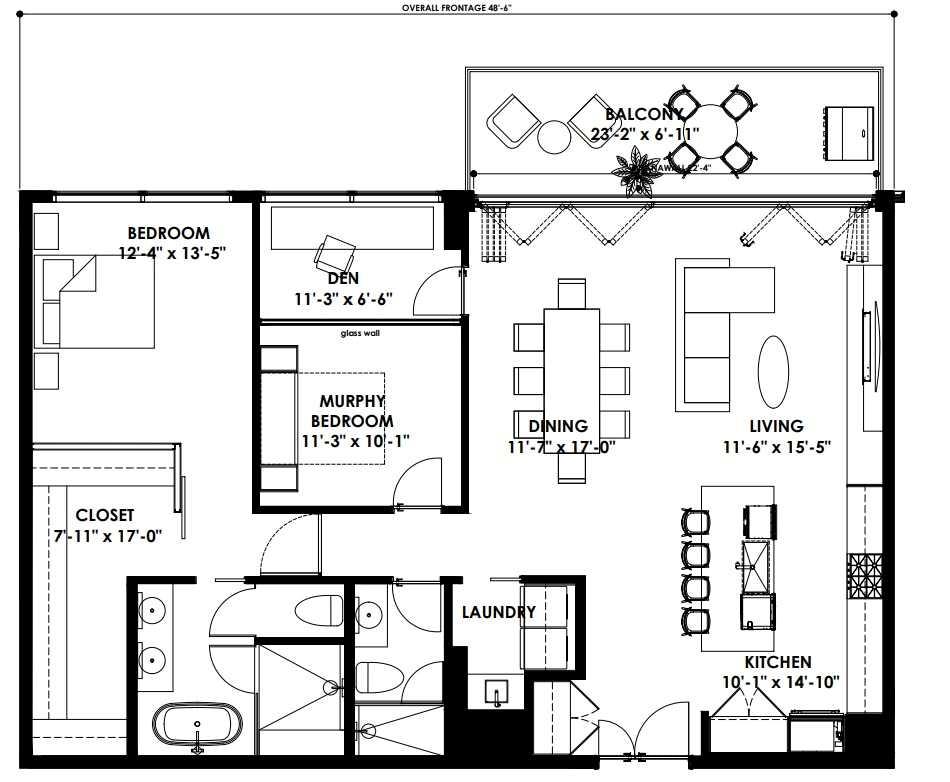 OVERALL FRONTAGE 48'-6"
BALCONY
23'-2" x 6'-11"
22'-4"
BEDROOM
12'-4" x 13'-5"
DEN
11'-3" x 6'-6"
glass wall
MURPHY
BEDROOM
11'-3" x 10'-1"
DINING
11'-7" x 17'-0"
LIVING
11'-6" x 15'-5"
CLOSET
7'-11" x 17'-0"
LAUNDRY
KITCHEN
10'-1" x 14'-10"